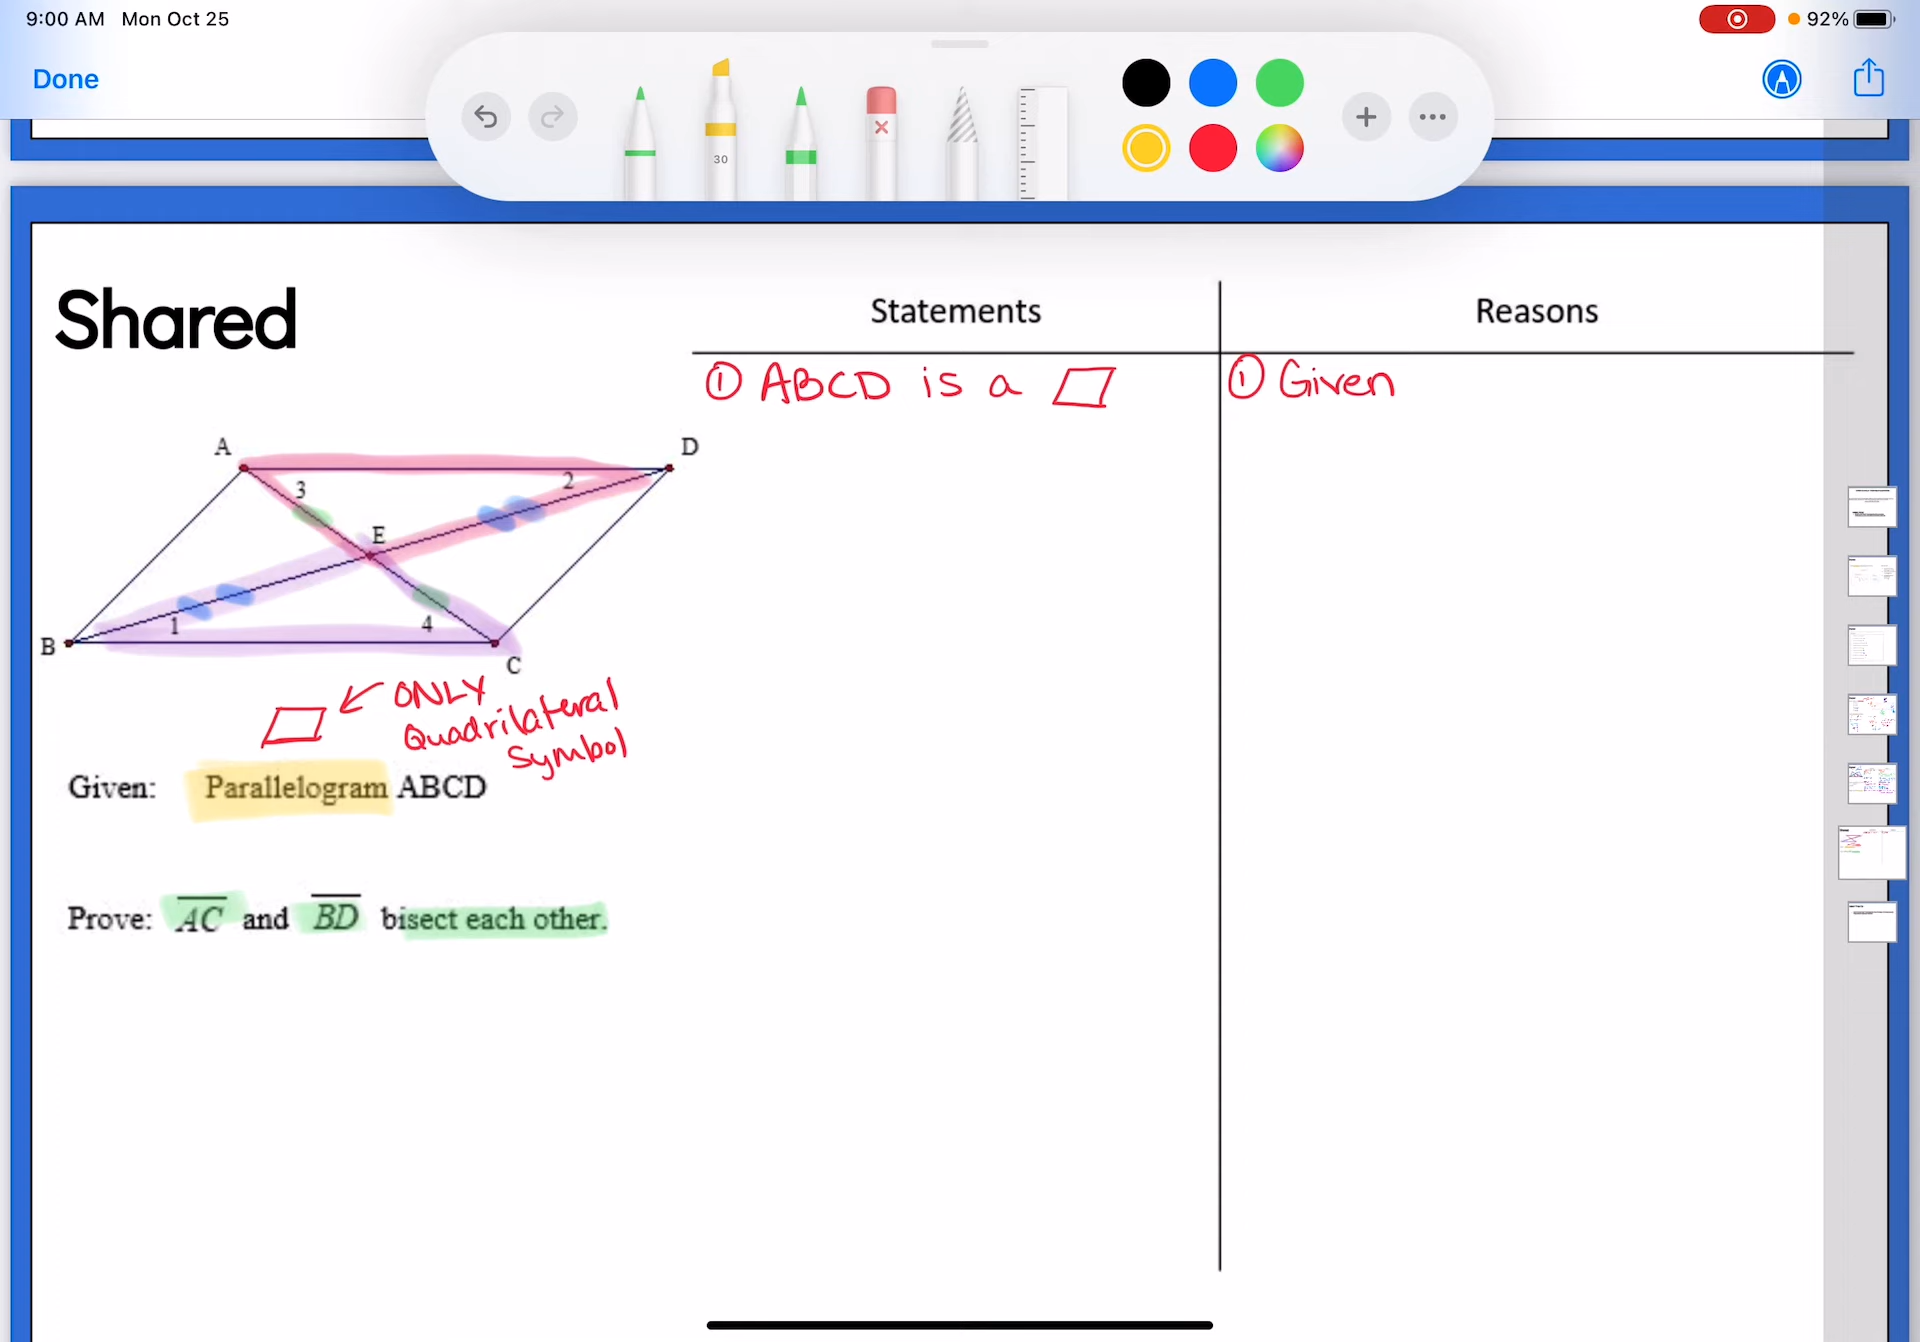 9:00 AM Mon Oct 25
92%
Done
30
Shared
Statements
Reasons
① ABCD is a ▱
① Given
A
D
3
2
E
1
4
B
C
ONLY
Quadrilateral
Symbol
Given: Parallelogram ABCD
Prove: AC and BD bisect each other.